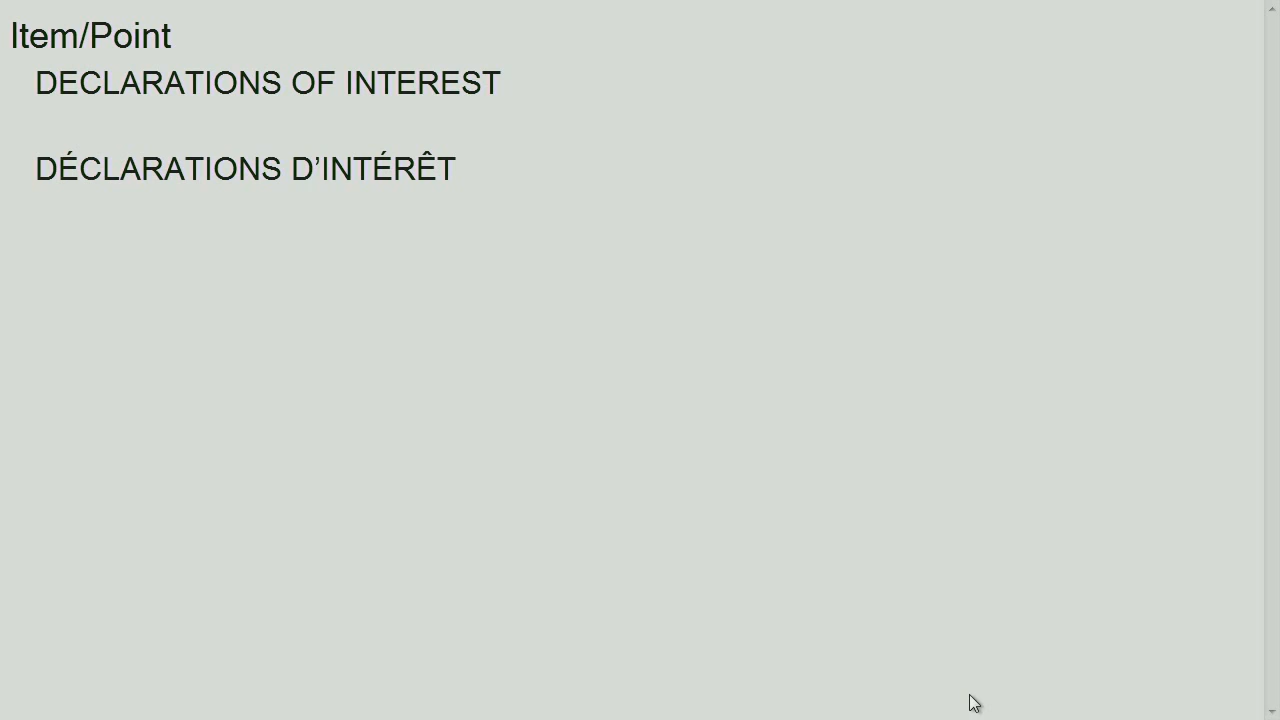 Item/Point
DECLARATIONS OF INTEREST
DÉCLARATIONS D’INTÉRÊT